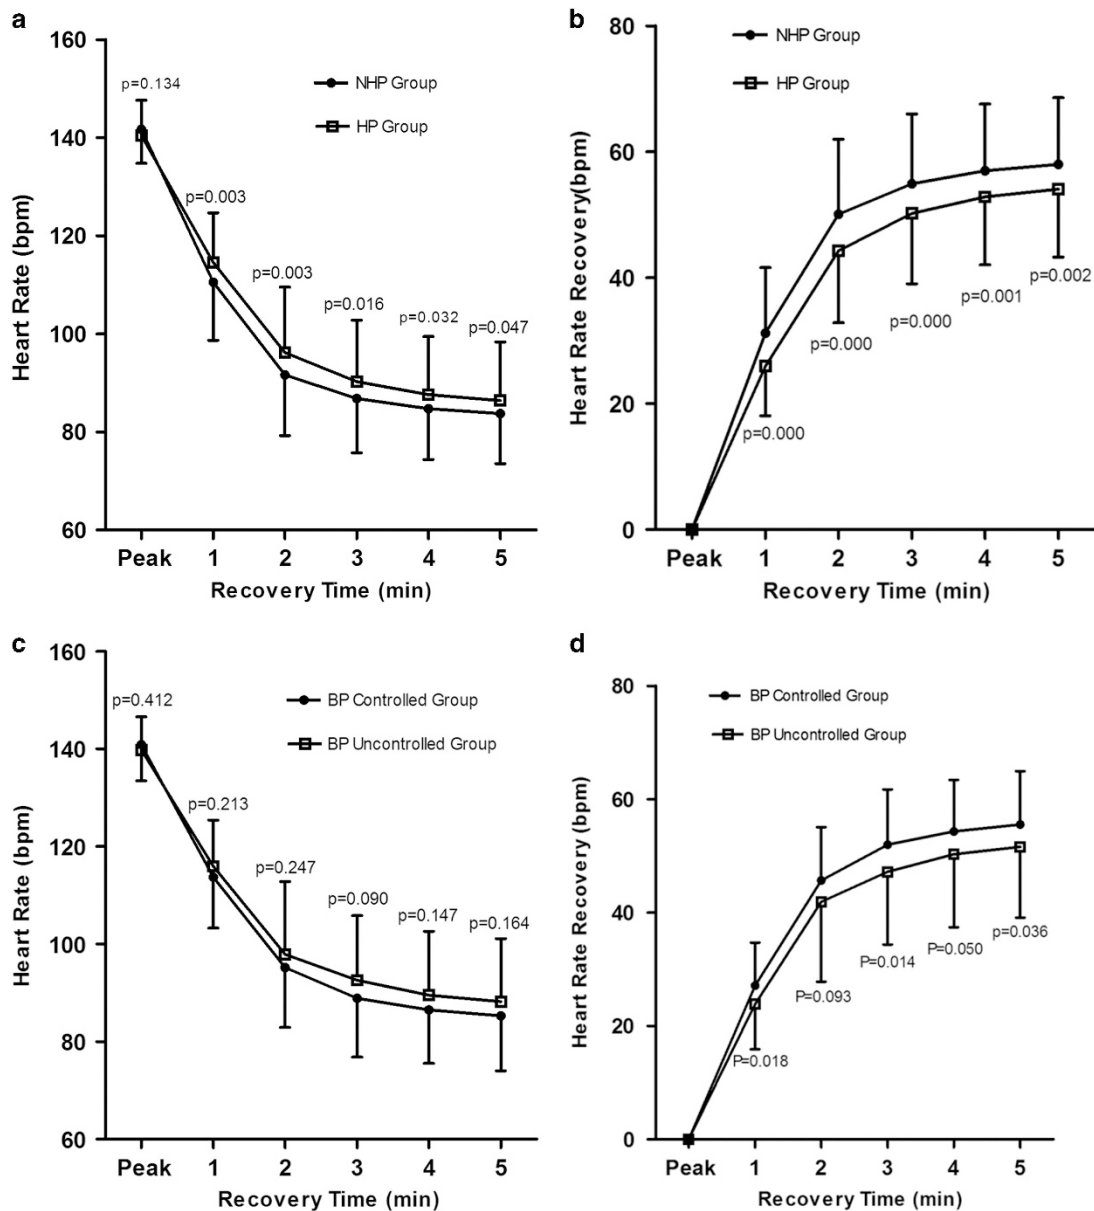 a
160
140
120
100
80
60
Heart Rate (bpm)
p=0.134
p=0.003
p=0.003
p=0.016
p=0.032
p=0.047
NHP Group
HP Group
Peak 1 2 3 4 5
Recovery Time (min)
b
80
60
40
20
0
Heart Rate Recovery(bpm)
NHP Group
HP Group
p=0.000
p=0.000
p=0.000
p=0.001
p=0.002
Peak 1 2 3 4 5
Recovery Time (min)
c
160
140
120
100
80
60
Heart Rate (bpm)
p=0.412
p=0.213
p=0.247
p=0.090
p=0.147
p=0.164
BP Controlled Group
BP Uncontrolled Group
Peak 1 2 3 4 5
Recovery Time (min)
d
80
60
40
20
0
Heart Rate Recovery (bpm)
BP Controlled Group
BP Uncontrolled Group
P=0.018
P=0.093
P=0.014
P=0.050
p=0.036
Peak 1 2 3 4 5
Recovery Time (min)